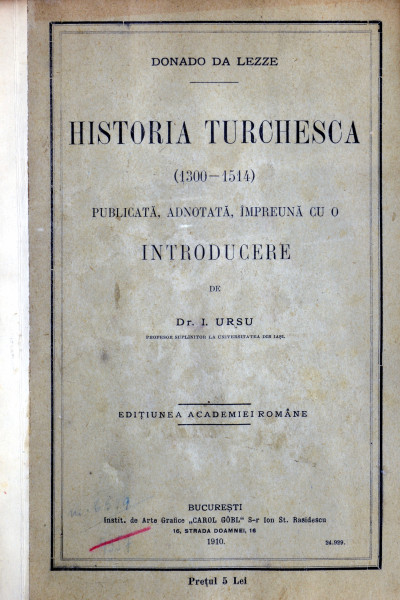 DONADO DA LEZZE
HISTORIA TURCHESCA
(1300—1514)
PUBLICATĂ, ADNOTATĂ, ÎMPREUNĂ CU O
INTRODUCERE
DE
Dr. I. URSU
PROFESOR SUPLINITOR LA UNIVERSITATEA DIN IAȘI.
EDIȚIUNEA ACADEMIEI ROMÂNE
BUCUREȘTI
Instit. de Arte Grafice „CAROL GÖBL" S-r Ion St. Rasidescu
16, STRADA DOAMNEI, 16
1910.
24.929.
Prețul 5 Lei